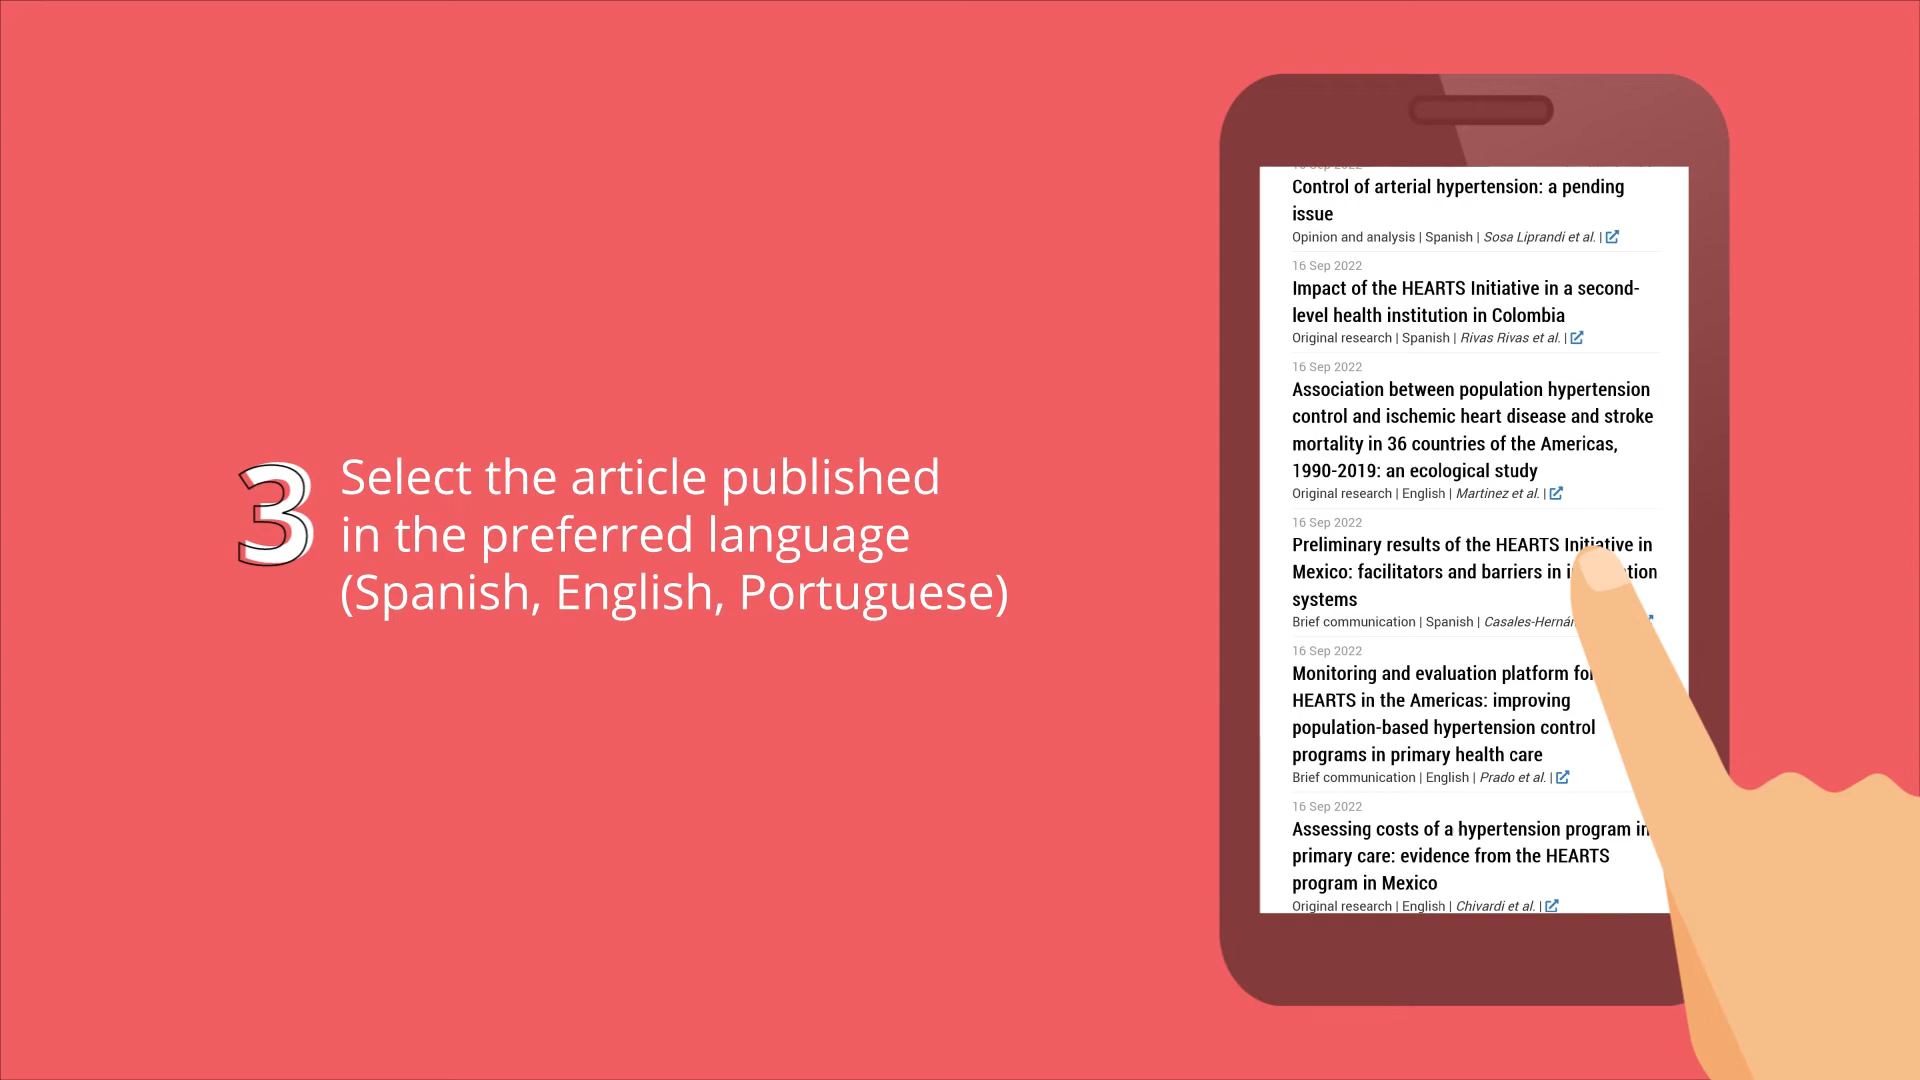 3
Select the article published
in the preferred language
(Spanish, English, Portuguese)
Control of arterial hypertension: a pending
issue
Opinion and analysis | Spanish | Sosa Liprandi et al. |
16 Sep 2022
Impact of the HEARTS Initiative in a second-
level health institution in Colombia
Original research | Spanish | Rivas Rivas et al. |
16 Sep 2022
Association between population hypertension
control and ischemic heart disease and stroke
mortality in 36 countries of the Americas,
1990-2019: an ecological study
Original research | English | Martinez et al. |
16 Sep 2022
Preliminary results of the HEARTS Initiative in
Mexico: facilitators and barriers in
systems
Brief communication | Spanish |
16 Sep 2022
Monitoring and evaluation platform for
HEARTS in the Americas: improving
population-based hypertension control
programs in primary health care
Brief communication | English | Prado et al. |
16 Sep 2022
Assessing costs of a hypertension program in
primary care: evidence from the HEARTS
program in Mexico
Original research | English | Chivardi et al. |